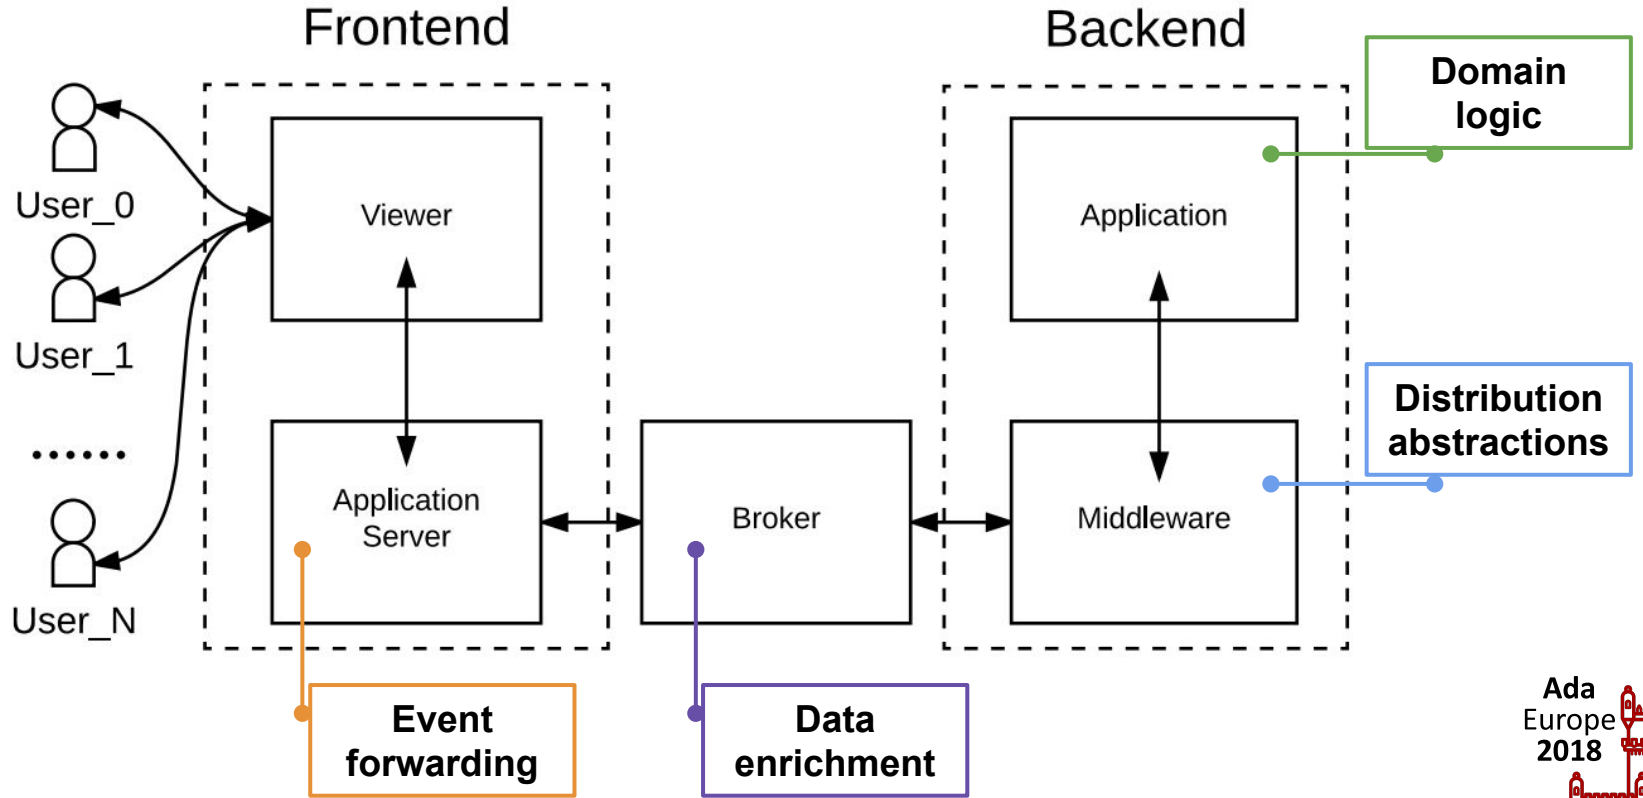 Frontend
Backend
Domain
logic
User_0
Viewer
Application
User_1
Distribution
abstractions
......
Application
Server
Broker
Middleware
User_N
Event
forwarding
Data
enrichment
Ada
Europe
2018